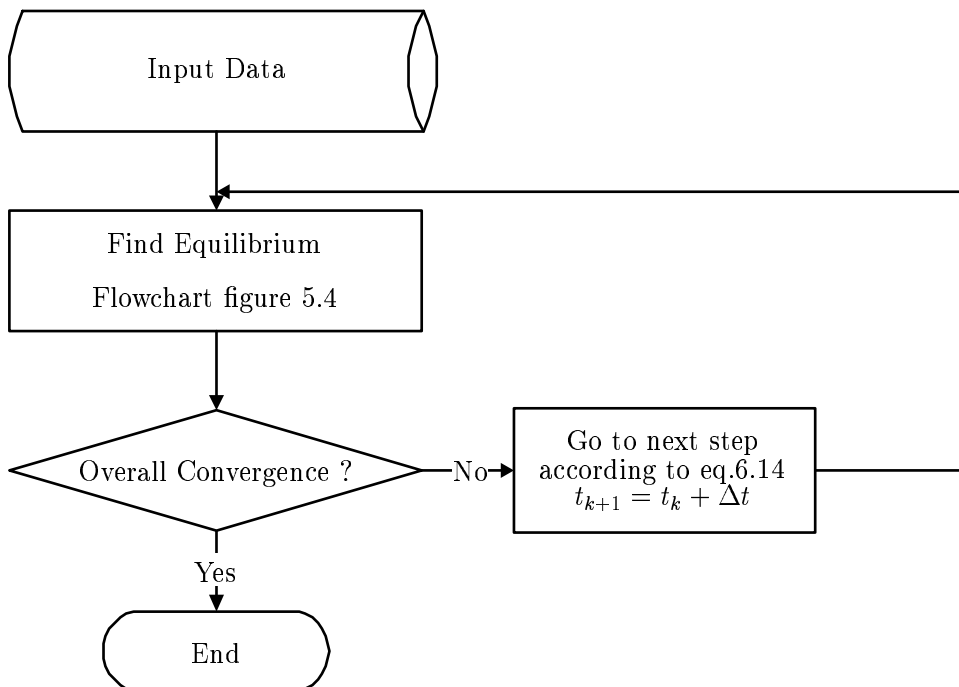 Input Data
Find Equilibrium
Flowchart figure 5.4
Overall Convergence ?
No
Go to next step
according to eq.6.14
t_{k+1} = t_k + Δt
Yes
End